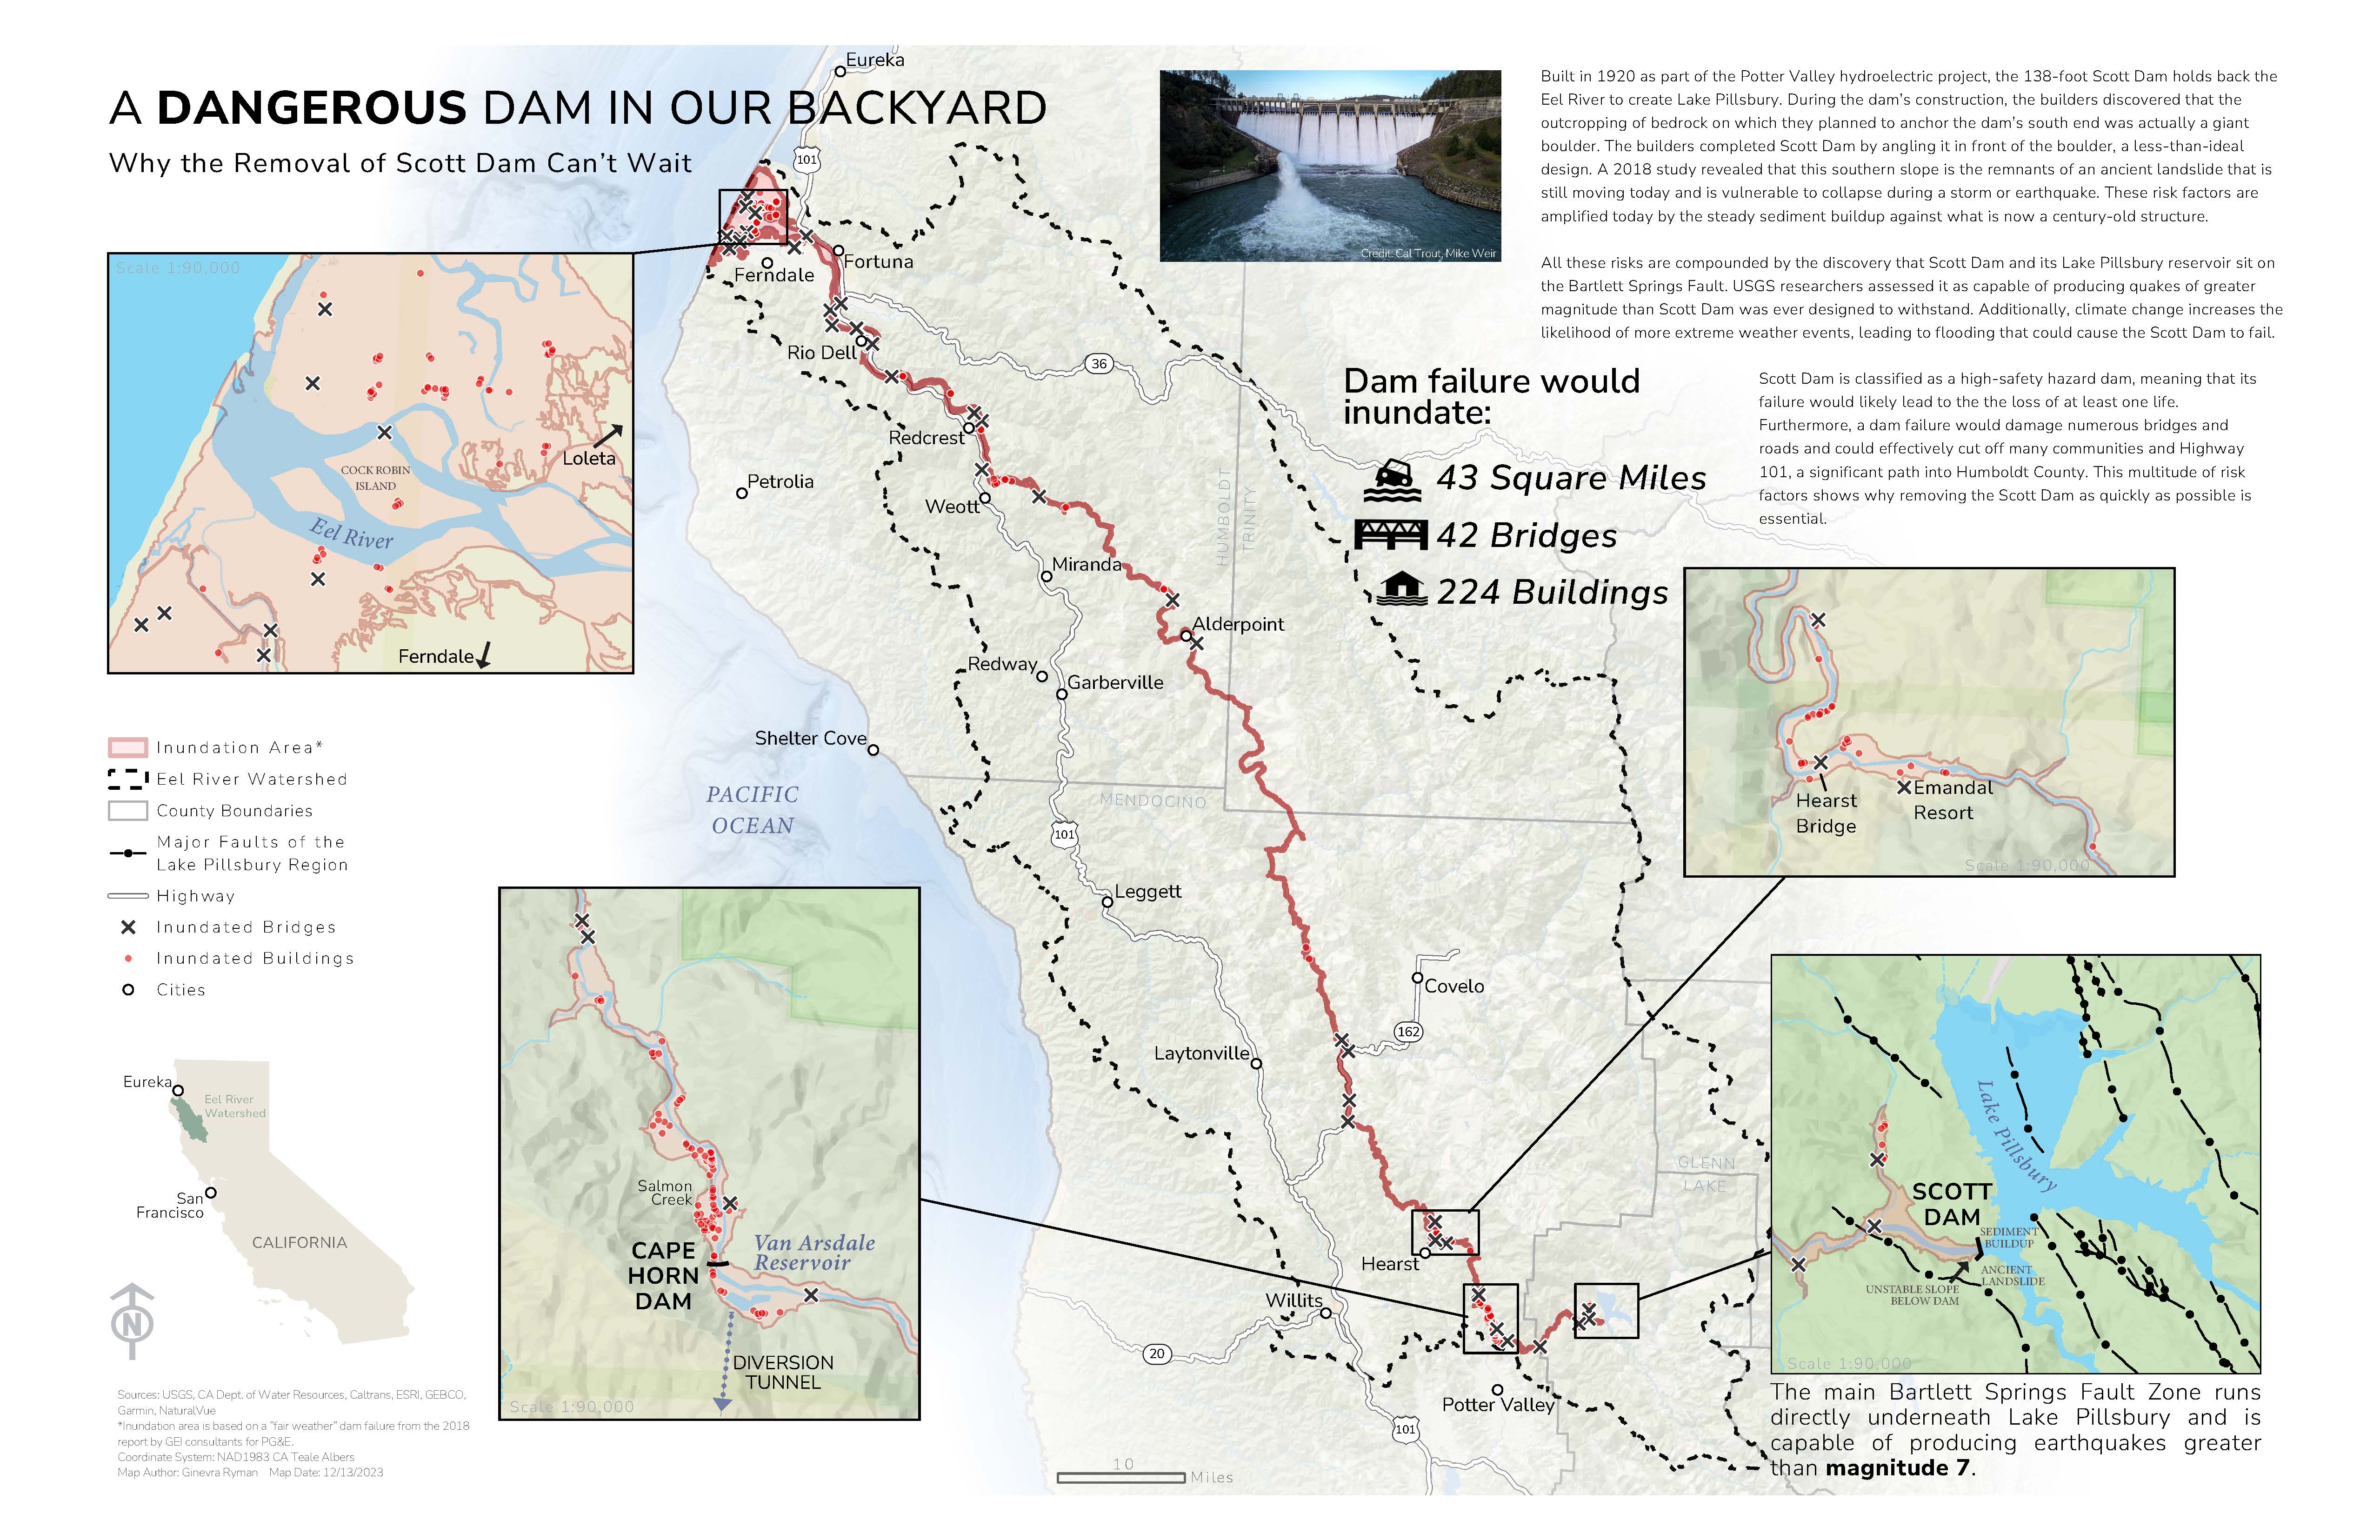 A DANGEROUS DAM IN OUR BACKYARD
Why the Removal of Scott Dam Can't Wait
Credit: Cal Trout, Mike Weir
Built in 1920 as part of the Potter Valley hydroelectric project, the 138-foot Scott Dam holds back the
Eel River to create Lake Pillsbury. During the dam's construction, the builders discovered that the
outcropping of bedrock on which they planned to anchor the dam's south end was actually a giant
boulder. The builders completed Scott Dam by angling it in front of the boulder, a less-than-ideal
design. A 2018 study revealed that this southern slope is the remnants of an ancient landslide that is
still moving today and is vulnerable to collapse during a storm or earthquake. These risk factors are
amplified today by the steady sediment buildup against what is now a century-old structure.
All these risks are compounded by the discovery that Scott Dam and its Lake Pillsbury reservoir sit on
the Bartlett Springs Fault. USGS researchers assessed it as capable of producing quakes of greater
magnitude than Scott Dam was ever designed to withstand. Additionally, climate change increases the
likelihood of more extreme weather events, leading to flooding that could cause the Scott Dam to fail.
Scott Dam is classified as a high-safety hazard dam, meaning that its
failure would likely lead to the the loss of at least one life.
Furthermore, a dam failure would damage numerous bridges and
roads and could effectively cut off many communities and Highway
101, a significant path into Humboldt County. This multitude of risk
factors shows why removing the Scott Dam as quickly as possible is
essential.
Dam failure would
inundate:
43 Square Miles
42 Bridges
224 Buildings
Scale 1:90,000
COCK ROBIN
ISLAND
Eel River
Loleta
Ferndale
Inundation Area*
Eel River Watershed
County Boundaries
Major Faults of the
Lake Pillsbury Region
Highway
Inundated Bridges
Inundated Buildings
Cities
Eureka
Eel River
Watershed
San
Francisco
CALIFORNIA
N
Sources: USGS, CA Dept. of Water Resources, Caltrans, ESRI, GEBCO,
Garmin, NaturalVue
*Inundation area is based on a "fair weather" dam failure from the 2018
report by GEI consultants for PG&E.
Coordinate System: NAD1983 CA Teale Albers
Map Author: Ginevra Ryman Map Date: 12/13/2023
Eureka
101
Fortuna
Ferndale
Rio Dell
36
Redcrest
Petrolia
Weott
HUMBOLDT
TRINITY
Miranda
Alderpoint
Redway
Garberville
Shelter Cove
PACIFIC
OCEAN
MENDOCINO
101
Leggett
Covelo
162
Laytonville
GLENN
LAKE
Hearst
Willits
20
Potter Valley
101
10
Miles
Salmon
Creek
CAPE
HORN
DAM
Van Arsdale
Reservoir
DIVERSION
TUNNEL
Scale 1:90,000
Hearst
Bridge
Emandal
Resort
Scale 1:90,000
Lake Pillsbury
SCOTT
DAM
SEDIMENT
BUILDUP
ANCIENT
LANDSLIDE
UNSTABLE SLOPE
BELOW DAM
Scale 1:90,000
The main Bartlett Springs Fault Zone runs
directly underneath Lake Pillsbury and is
capable of producing earthquakes greater
than magnitude 7.